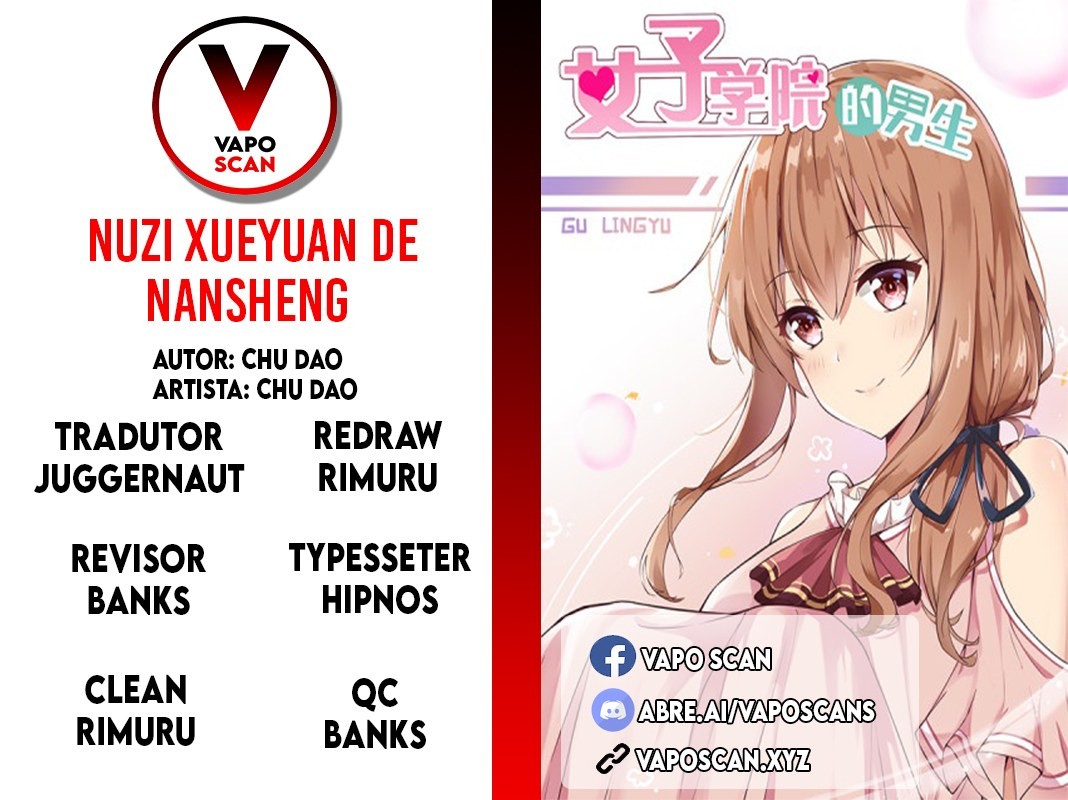 V
VAPO
SCAN
NUZI XUEYUAN DE
NANSHENG
AUTOR: CHU DAO
ARTISTA: CHU DAO
TRADUTOR
JUGGERNAUT
REDRAW
RIMURU
REVISOR
BANKS
TYPESSETER
HIPNOS
CLEAN
RIMURU
QC
BANKS
女子学院的男生
GU LINGYU
VAPO SCAN
ABRE.AI/VAPOSCANS
VAPOSCAN.XYZ